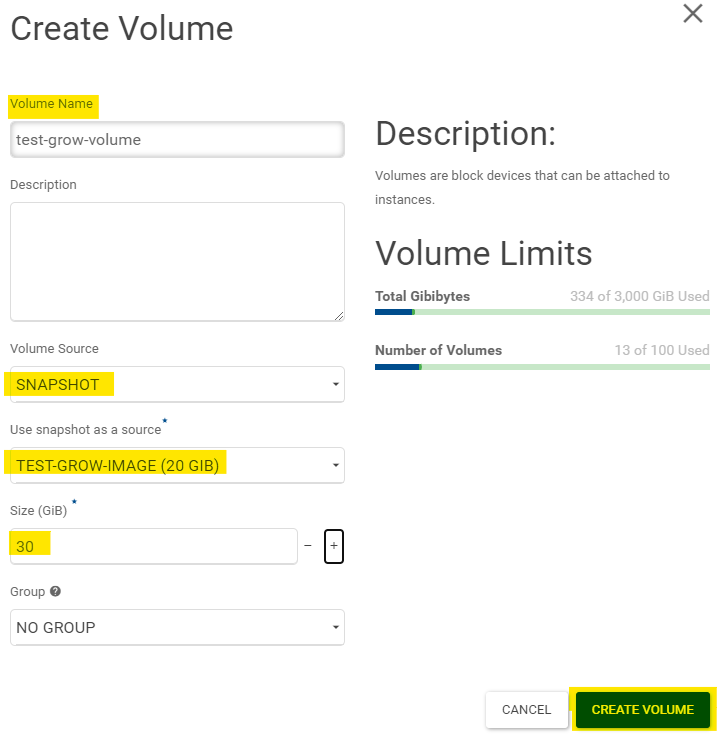 Create Volume
Volume Name
test-grow-volume
Description
Volume Source
SNAPSHOT
Use snapshot as a source*
TEST-GROW-IMAGE (20 GIB)
Size (GiB) *
30
− +
Group ?
NO GROUP
Description:
Volumes are block devices that can be attached to
instances.
Volume Limits
Total Gibibytes 334 of 3,000 GiB Used
Number of Volumes 13 of 100 Used
CANCEL CREATE VOLUME